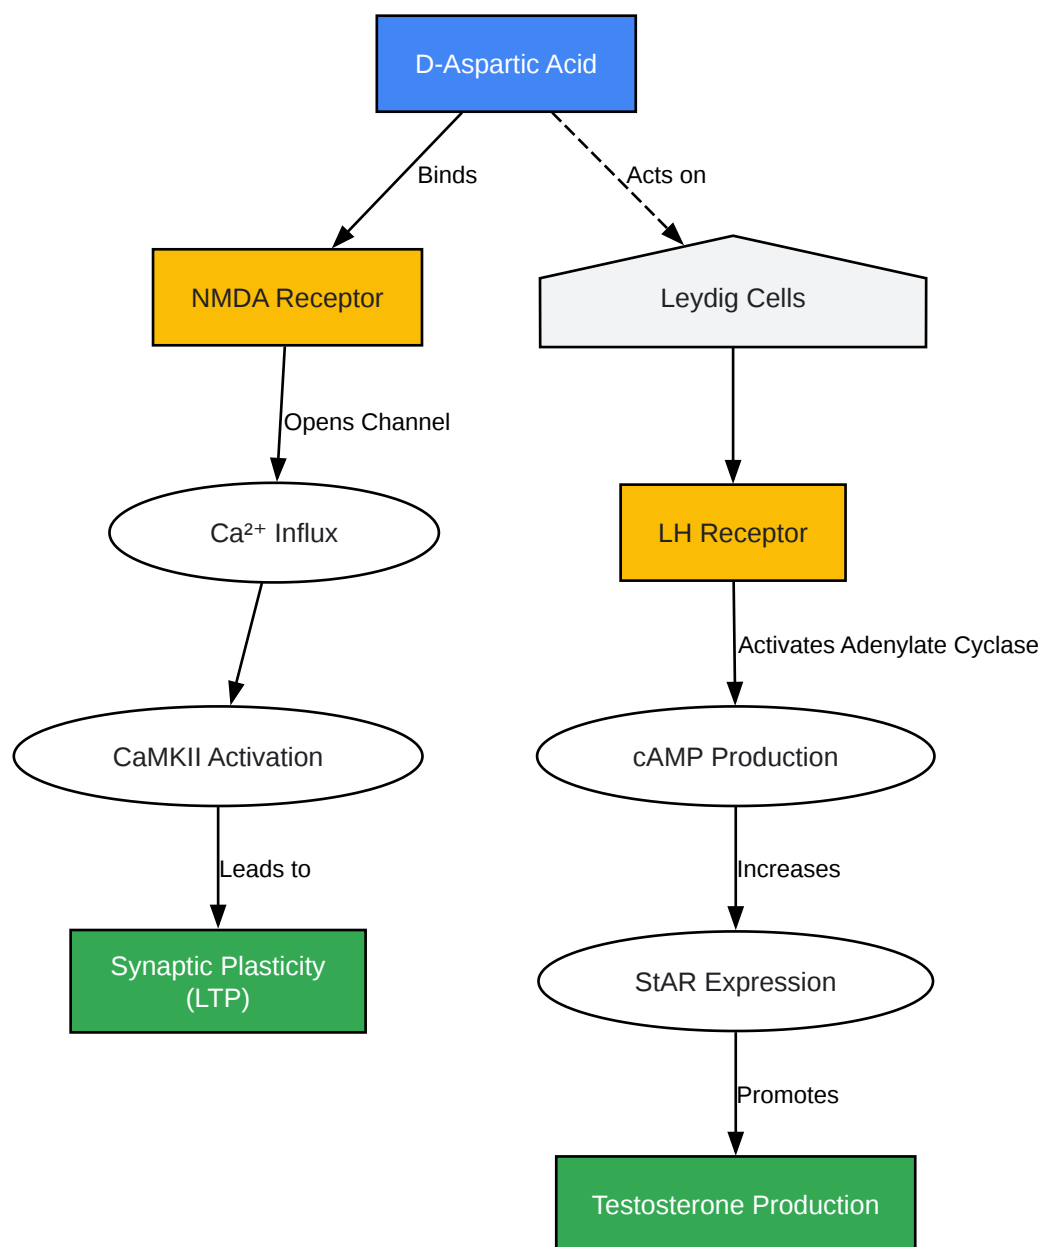 D-Aspartic Acid
Binds
Acts on
NMDA Receptor
Leydig Cells
Opens Channel
Ca²⁺ Influx
LH Receptor
Activates Adenylate Cyclase
CaMKII Activation
cAMP Production
Leads to
Increases
Synaptic Plasticity
(LTP)
StAR Expression
Promotes
Testosterone Production